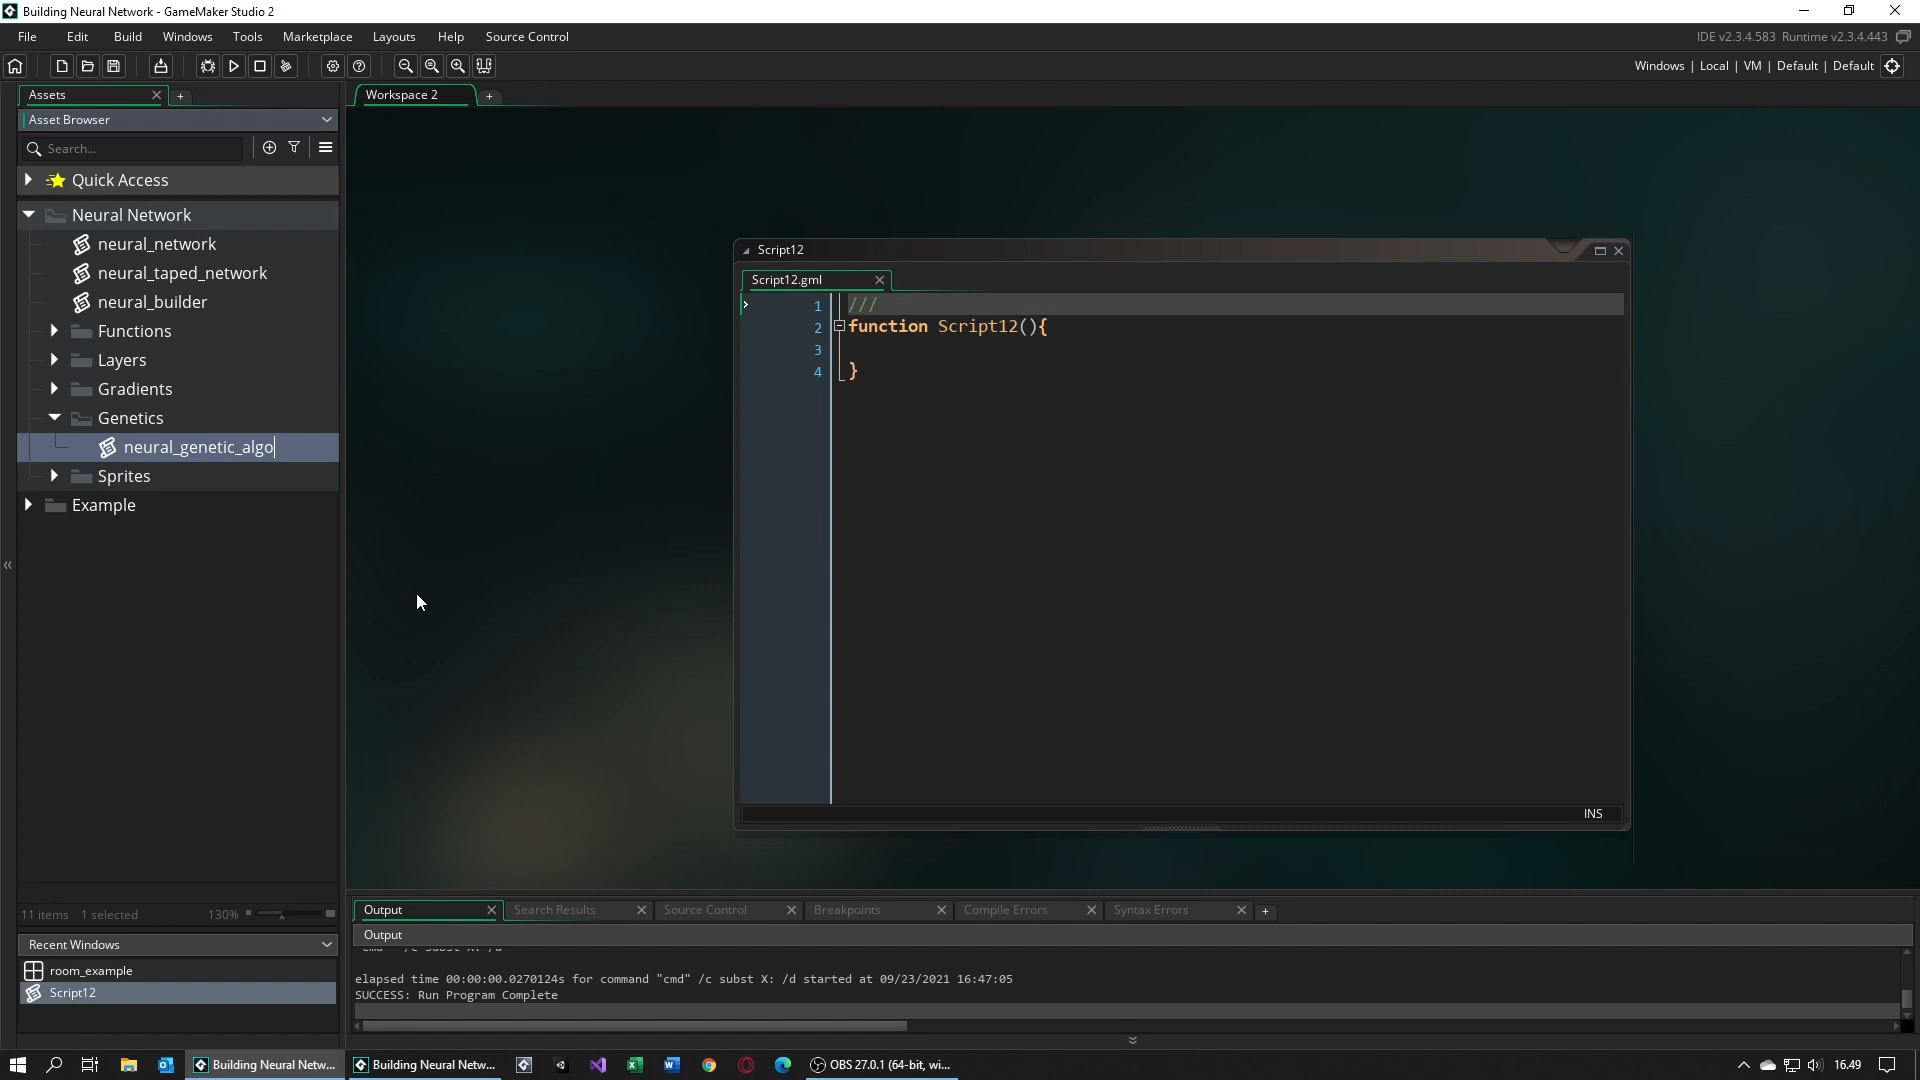 Building Neural Network - GameMaker Studio 2
File Edit Build Windows Tools Marketplace Layouts Help Source Control
IDE v2.3.4.583 Runtime v2.3.4.443
Windows | Local | VM | Default | Default
Assets
Workspace 2
Asset Browser
Search...
Quick Access
Neural Network
neural_network
neural_taped_network
neural_builder
Functions
Layers
Gradients
Genetics
neural_genetic_algo
Sprites
Example
Script12
Script12.gml
1 ///
2 function Script12(){
3
4 }
INS
11 items 1 selected 130%
Recent Windows
room_example
Script12
Output Search Results Source Control Breakpoints Compile Errors Syntax Errors
Output
elapsed time 00:00:00.0270124s for command "cmd" /c subst X: /d started at 09/23/2021 16:47:05
SUCCESS: Run Program Complete
Building Neural Netw...
Building Neural Netw...
OBS 27.0.1 (64-bit, wi...
16.49